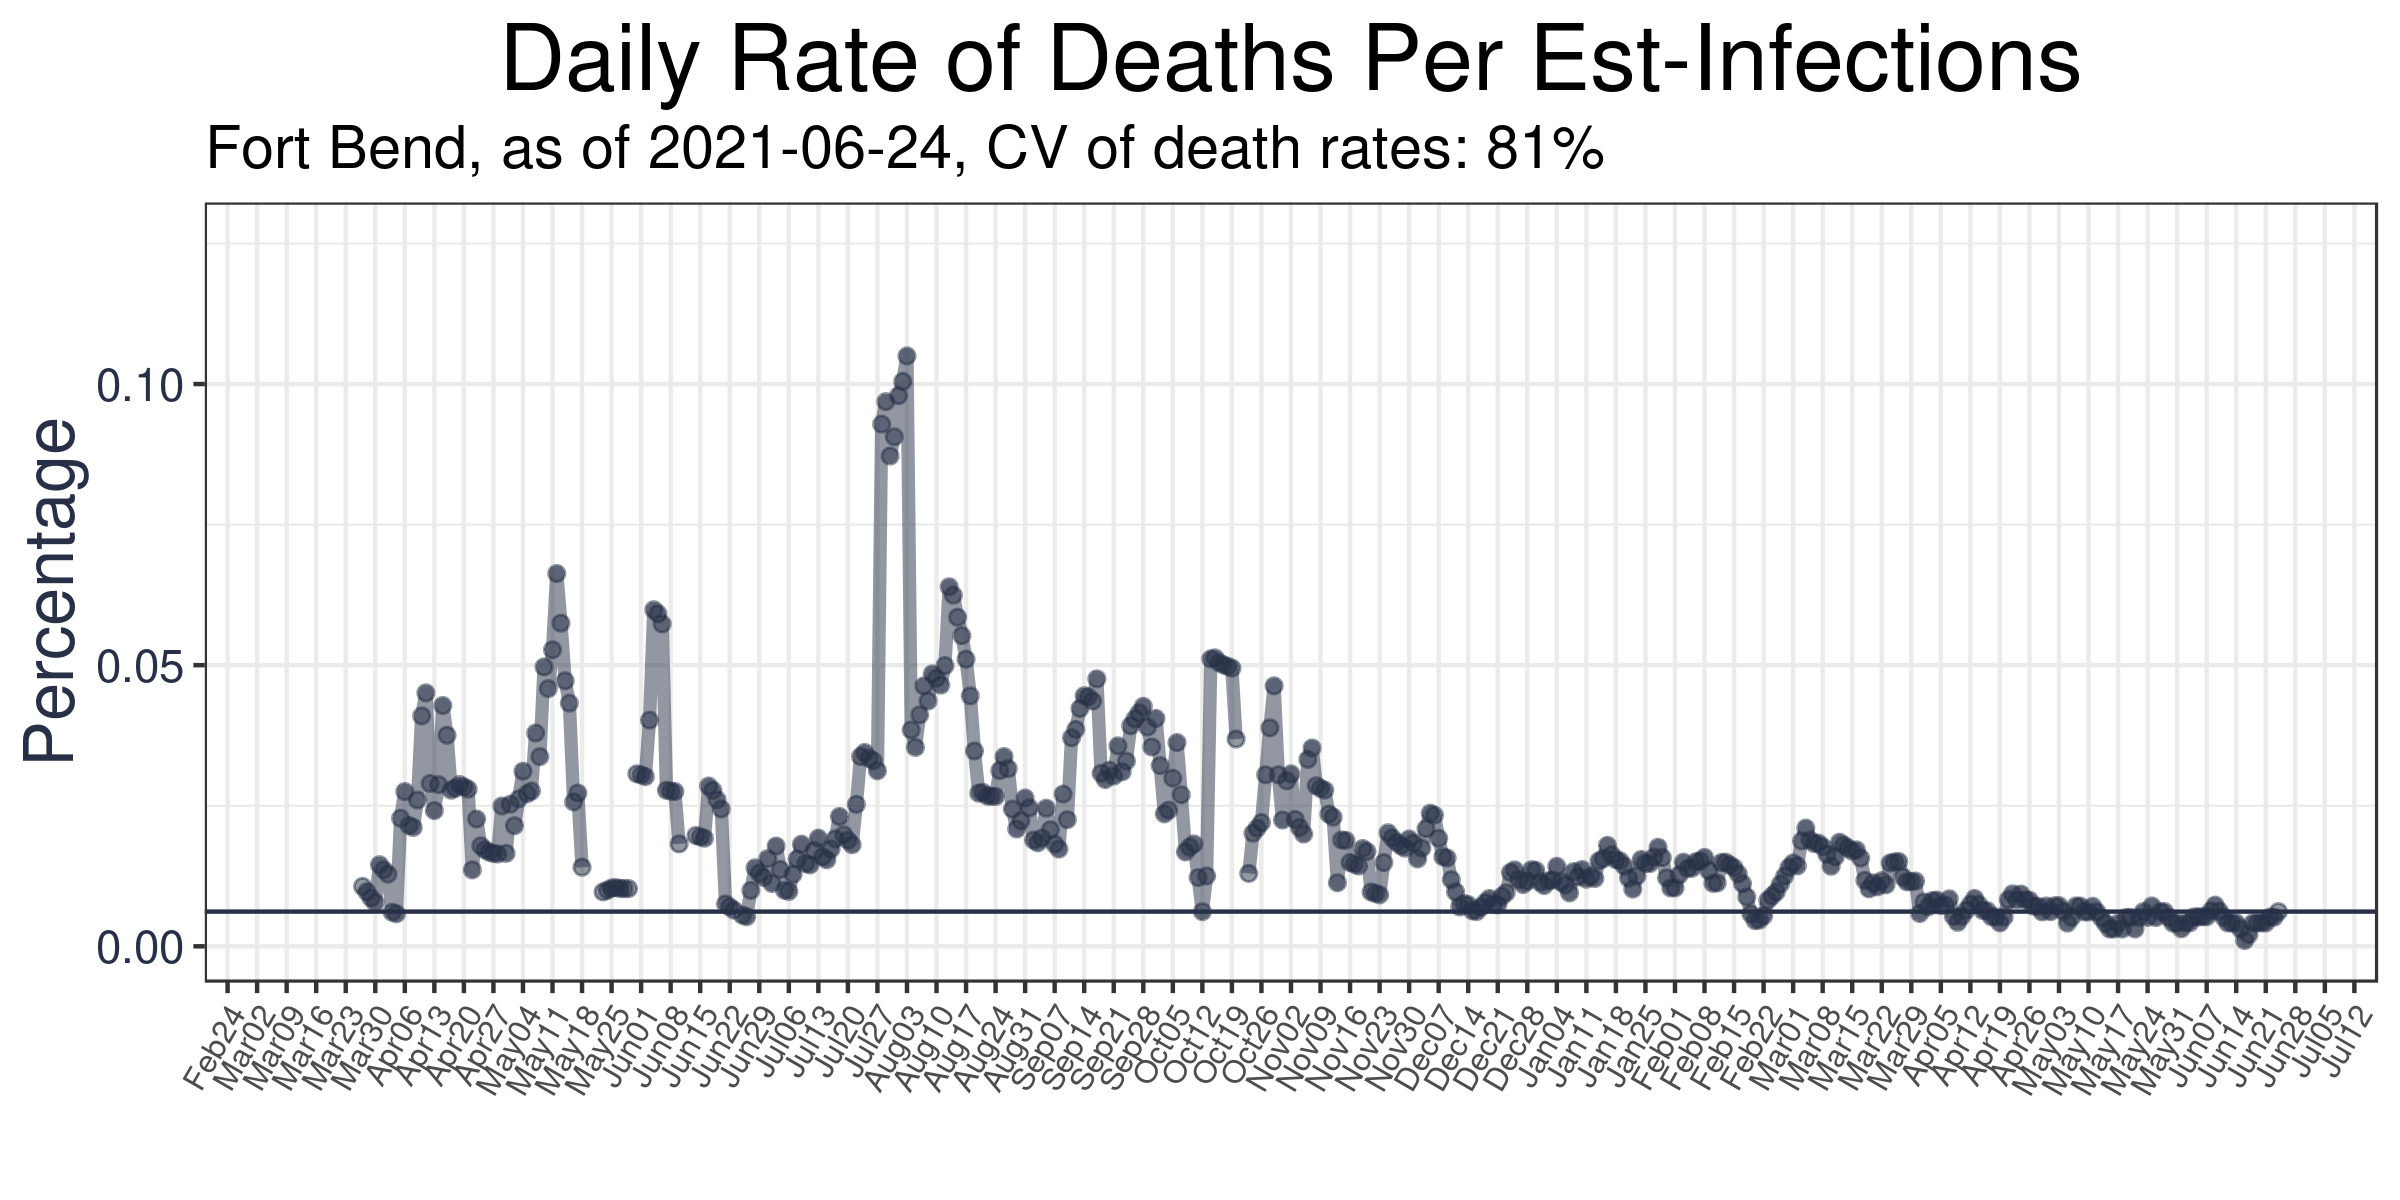 Daily Rate of Deaths Per Est-Infections
Fort Bend, as of 2021-06-24, CV of death rates: 81%
Percentage
0.10
0.05
0.00
Feb24 Mar02 Mar09 Mar16 Mar23 Mar30 Apr06 Apr13 Apr20 Apr27 May04 May11 May18 May25 Jun01 Jun08 Jun15 Jun22 Jun29 Jul06 Jul13 Jul20 Jul27 Aug03 Aug10 Aug17 Aug24 Aug31 Sep07 Sep14 Sep21 Sep28 Oct05 Oct12 Oct19 Oct26 Nov02 Nov09 Nov16 Nov23 Nov30 Dec07 Dec14 Dec21 Dec28 Jan04 Jan11 Jan18 Jan25 Feb01 Feb08 Feb15 Feb22 Mar01 Mar08 Mar15 Mar22 Mar29 Apr05 Apr12 Apr19 Apr26 May03 May10 May17 May24 May31 Jun07 Jun14 Jun21 Jun28 Jul05 Jul12